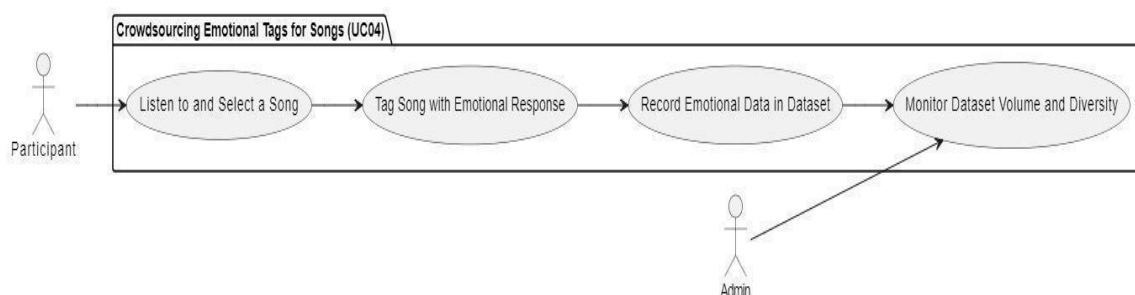 Crowdsourcing Emotional Tags for Songs (UC04)
Listen to and Select a Song
Tag Song with Emotional Response
Record Emotional Data in Dataset
Monitor Dataset Volume and Diversity
Participant
Admin